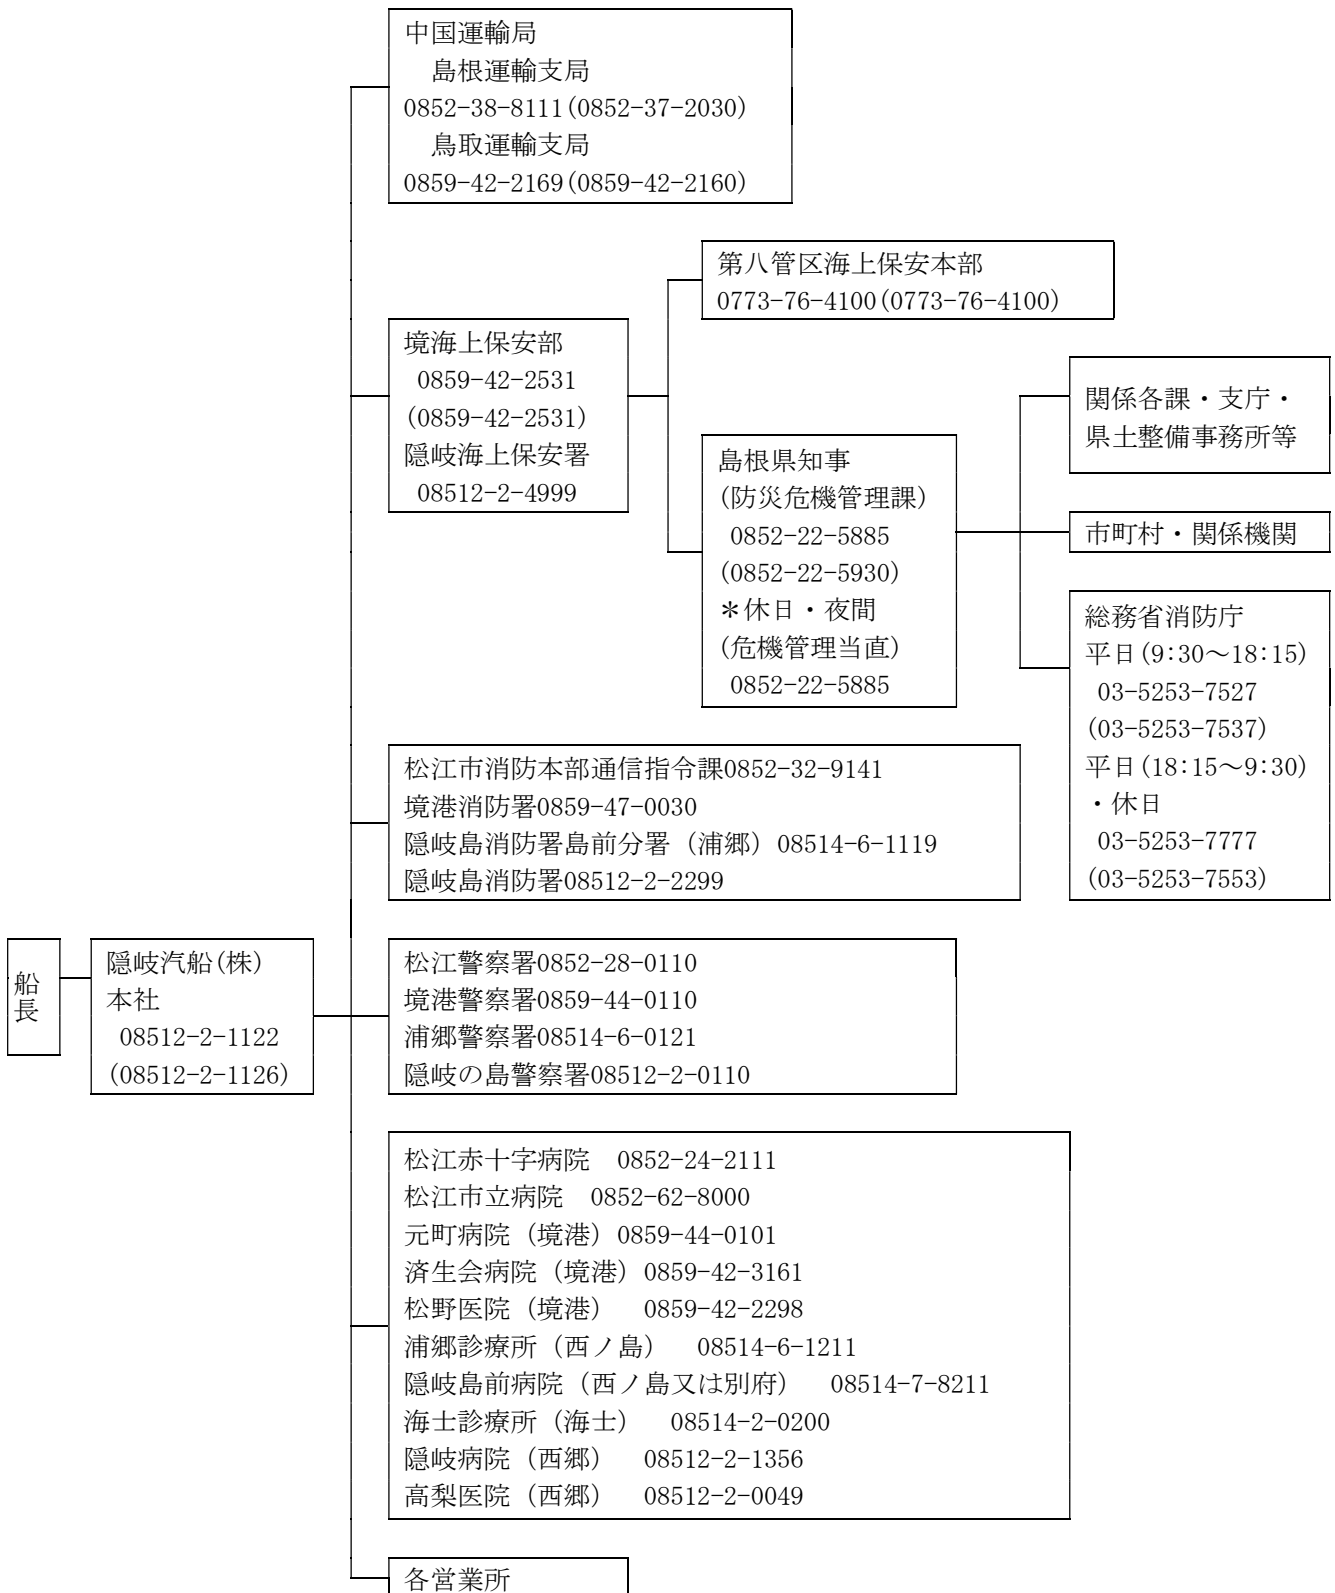 中国運輸局
島根運輸支局
0852-38-8111(0852-37-2030)
鳥取運輸支局
0859-42-2169(0859-42-2160)
第八管区海上保安本部
0773-76-4100(0773-76-4100)
境海上保安部
0859-42-2531
(0859-42-2531)
隠岐海上保安署
08512-2-4999
島根県知事
(防災危機管理課)
0852-22-5885
(0852-22-5930)
＊休日・夜間
(危機管理当直)
0852-22-5885
関係各課・支庁・
県土整備事務所等
市町村・関係機関
総務省消防庁
平日(9:30～18:15)
03-5253-7527
(03-5253-7537)
平日(18:15～9:30)
・休日
03-5253-7777
(03-5253-7553)
松江市消防本部通信指令課0852-32-9141
境港消防署0859-47-0030
隠岐島消防署島前分署（浦郷）08514-6-1119
隠岐島消防署08512-2-2299
船長
隠岐汽船(株)
本社
08512-2-1122
(08512-2-1126)
松江警察署0852-28-0110
境港警察署0859-44-0110
浦郷警察署08514-6-0121
隠岐の島警察署08512-2-0110
松江赤十字病院　0852-24-2111
松江市立病院　0852-62-8000
元町病院（境港）0859-44-0101
済生会病院（境港）0859-42-3161
松野医院（境港）　0859-42-2298
浦郷診療所（西ノ島）　08514-6-1211
隠岐島前病院（西ノ島又は別府）　08514-7-8211
海士診療所（海士）　08514-2-0200
隠岐病院（西郷）　08512-2-1356
高梨医院（西郷）　08512-2-0049
各営業所